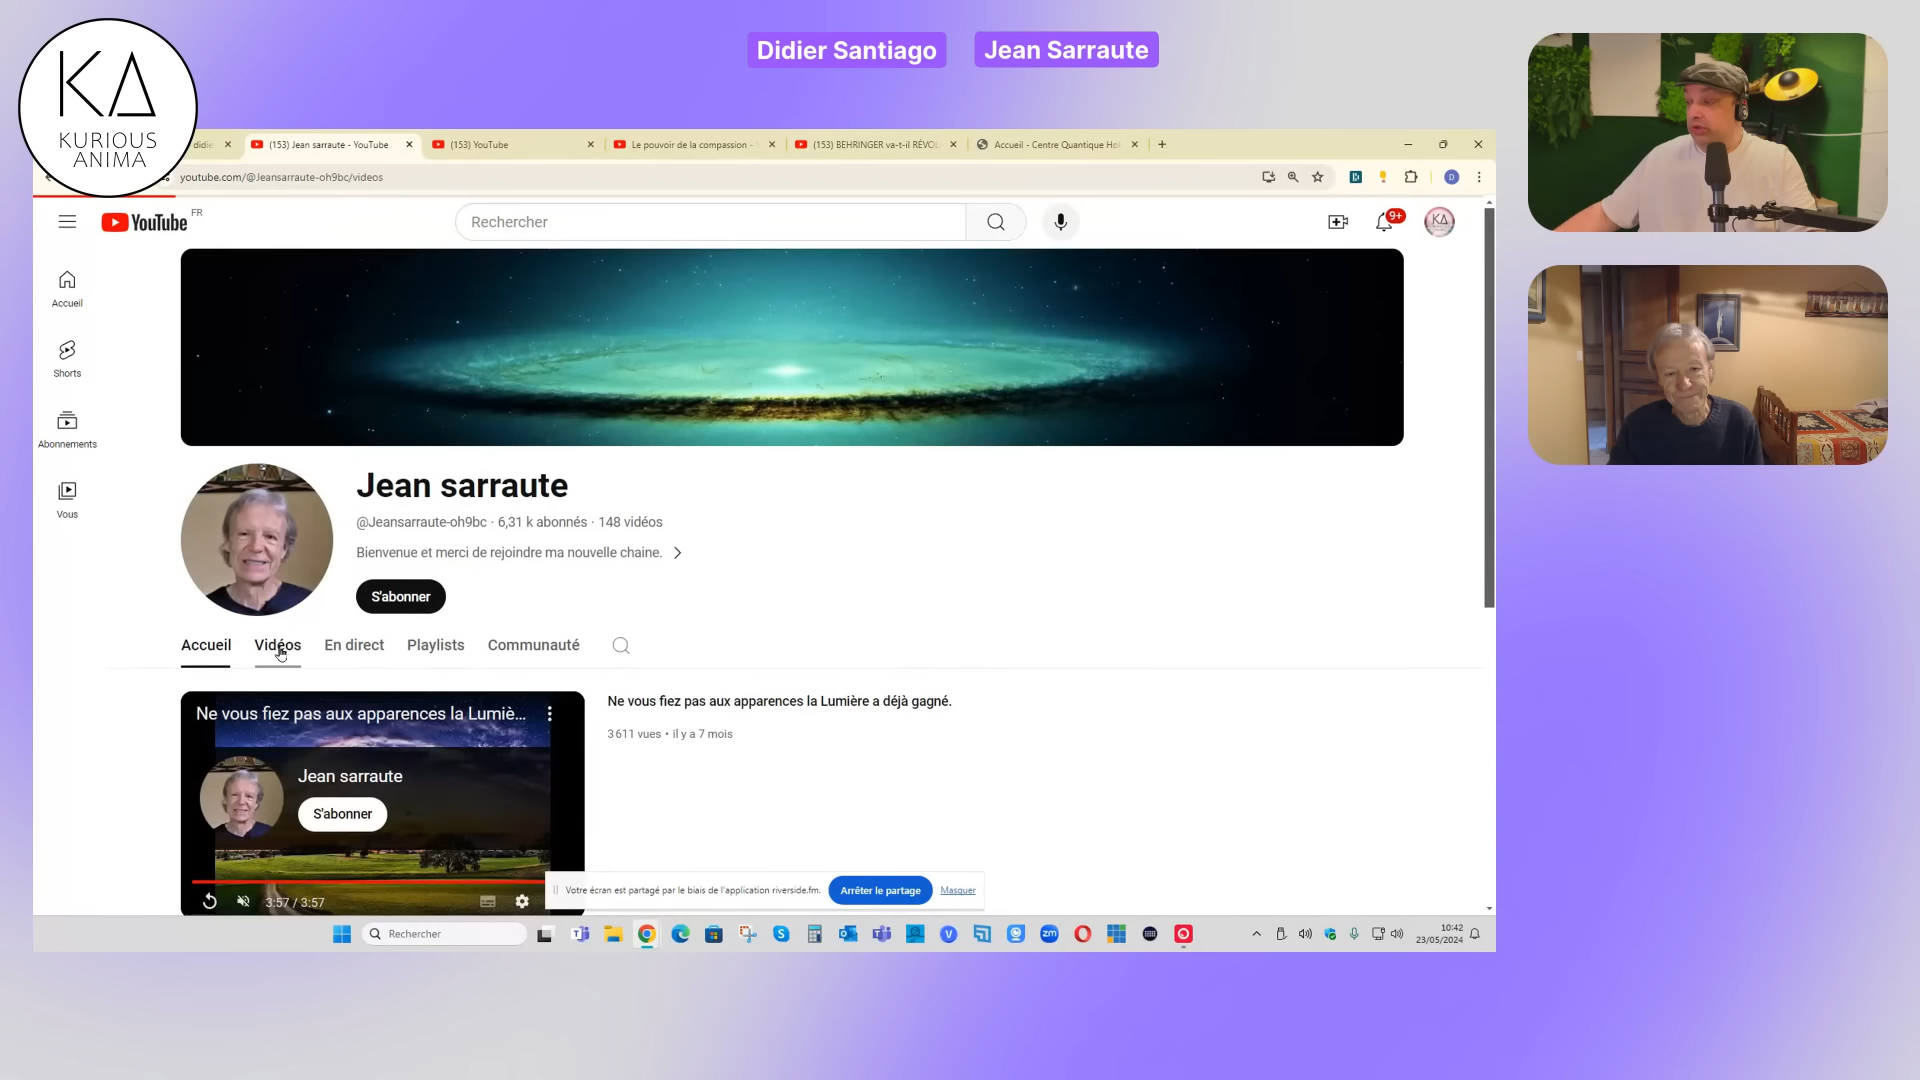 Didier Santiago
Jean Sarraute
KA
KURIOUS
ANIMA
didie
(153) Jean sarraute - YouTube
(153) YouTube
Le pouvoir de la compassion -
(153) BEHRINGER va-t-il RÉVOL
Accueil - Centre Quantique Hol
youtube.com/@Jeansarraute-oh9bc/videos
YouTube
FR
Rechercher
9+
KA
Accueil
Shorts
Abonnements
Vous
Jean sarraute
@Jeansarraute-oh9bc · 6,31 k abonnés · 148 vidéos
Bienvenue et merci de rejoindre ma nouvelle chaine.
S'abonner
Accueil
Vidéos
En direct
Playlists
Communauté
Ne vous fiez pas aux apparences la Lumiè...
Jean sarraute
S'abonner
3:57 / 3:57
Ne vous fiez pas aux apparences la Lumière a déjà gagné.
3 611 vues • il y a 7 mois
Votre écran est partagé par le biais de l'application riverside.fm.
Arrêter le partage
Masquer
Rechercher
zm
10:42
23/05/2024